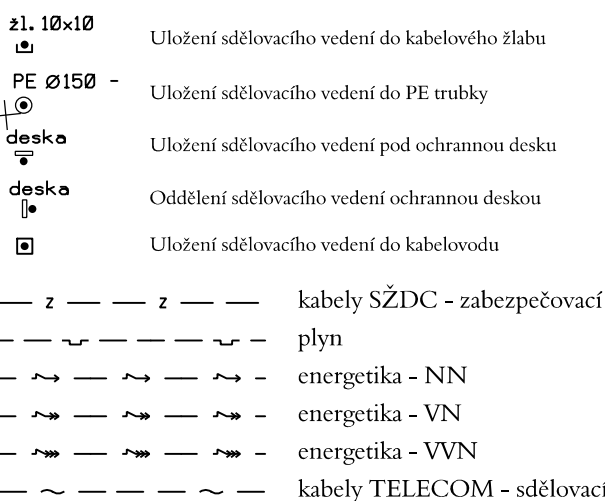 žl. 10x10
Uložení sdělovacího vedení do kabelového žlabu
PE Ø150 -
Uložení sdělovacího vedení do PE trubky
deska
Uložení sdělovacího vedení pod ochrannou desku
deska
Oddělení sdělovacího vedení ochrannou deskou
Uložení sdělovacího vedení do kabelovodu
z z kabely SŽDC - zabezpečovací
plyn
energetika - NN
energetika - VN
energetika - VVN
kabely TELECOM - sdělovací